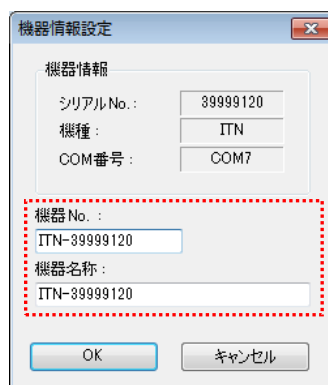 機器情報設定
機器情報
シリアルNo.: 39999120
機種: ITN
COM番号: COM7
機器No. :
ITN-39999120
機器名称:
ITN-39999120
OK キャンセル